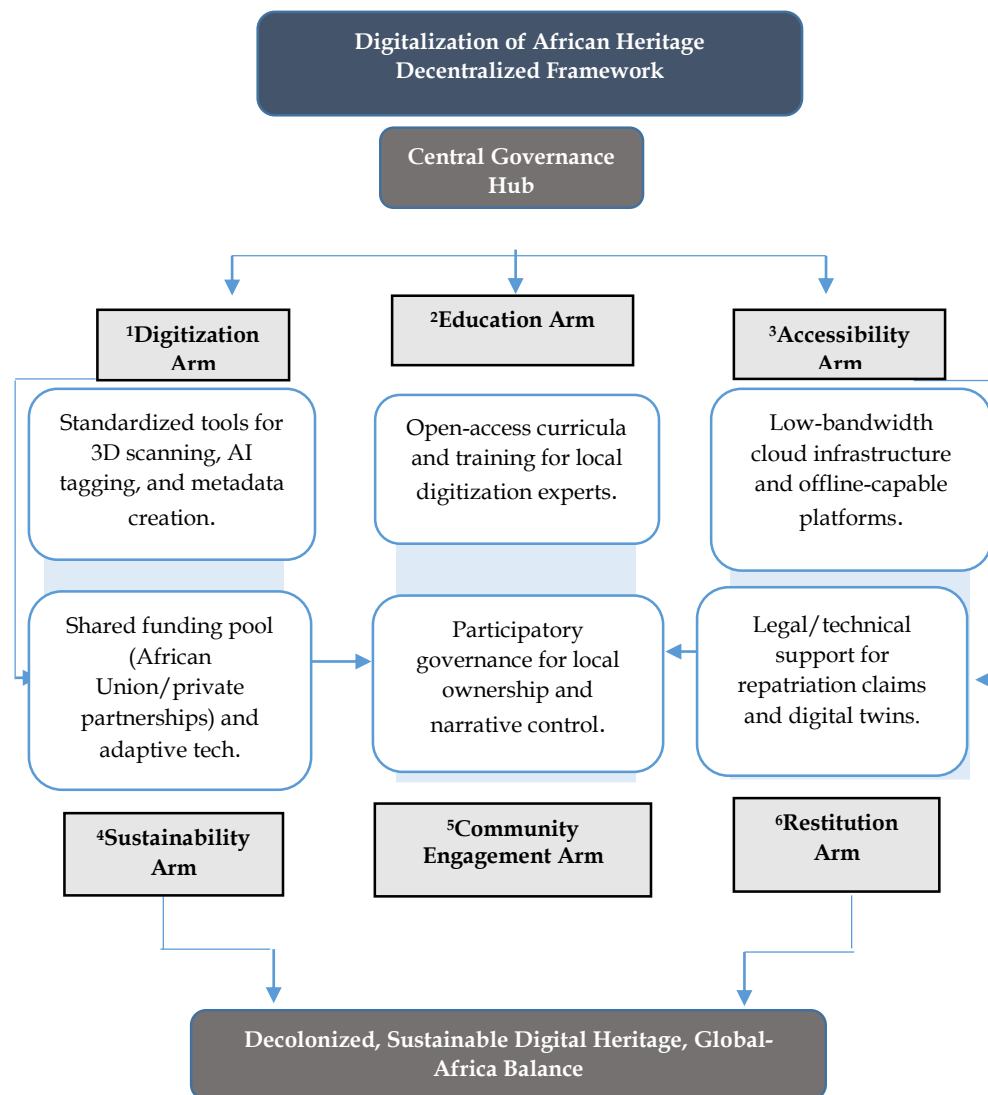 Digitalization of African Heritage
Decentralized Framework
Central Governance
Hub
¹Digitization
Arm
²Education Arm
³Accessibility
Arm
Standardized tools for
3D scanning, AI
tagging, and metadata
creation.
Open-access curricula
and training for local
digitization experts.
Low-bandwidth
cloud infrastructure
and offline-capable
platforms.
Shared funding pool
(African
Union/private
partnerships) and
adaptive tech.
Participatory
governance for local
ownership and
narrative control.
Legal/technical
support for
repatriation claims
and digital twins.
⁴Sustainability
Arm
⁵Community
Engagement Arm
⁶Restitution
Arm
Decolonized, Sustainable Digital Heritage, Global-
Africa Balance